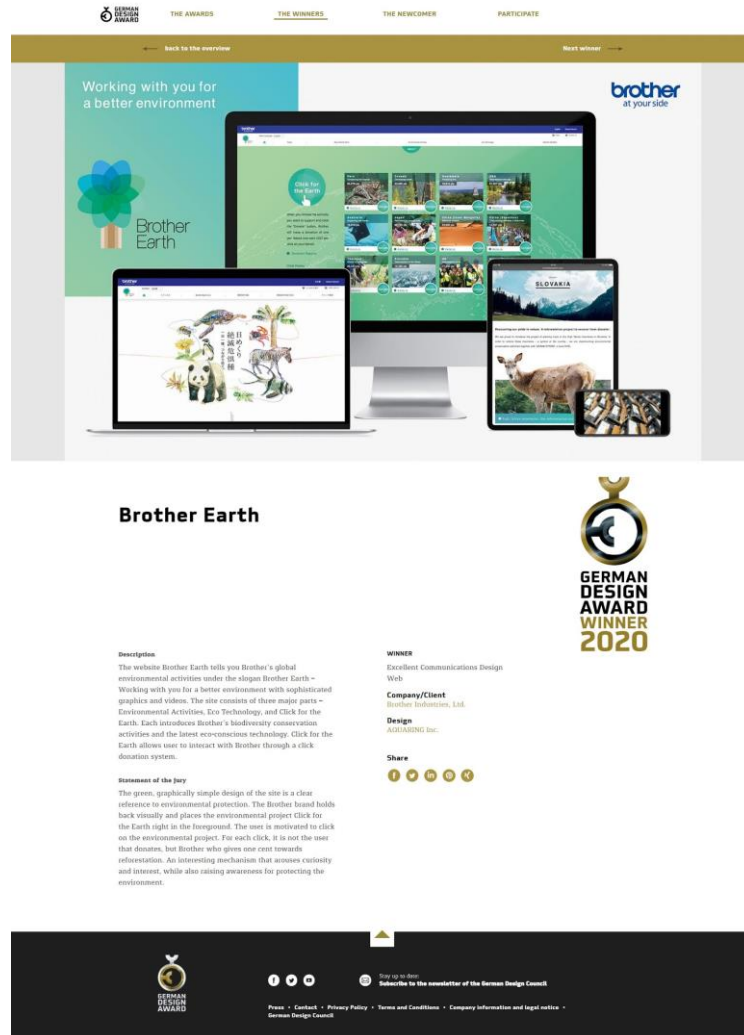 GERMAN
DESIGN
AWARD
THE AWARDS
THE WINNERS
THE NEWCOMER
PARTICIPATE
back to the overview
Next winner
Working with you for
a better environment
brother
at your side
Brother
Earth
Click for
the Earth
日めくり
絶滅危惧種
SLOVAKIA
Brother Earth
GERMAN
DESIGN
AWARD
WINNER
2020
Description
The website Brother Earth tells you Brother's global
environmental activities under the slogan Brother Earth –
Working with you for a better environment with sophisticated
graphics and videos. The site consists of three major parts –
Environmental Activities, Eco Technology, and Click for the
Earth. Each introduces Brother's biodiversity conservation
activities and the latest eco-conscious technology. Click for the
Earth allows user to interact with Brother through a click
donation system.
Statement of the Jury
The green, graphically simple design of the site is a clear
reference to environmental protection. The Brother brand holds
back visually and places the environmental project Click for
the Earth right in the foreground. The user is motivated to click
on the environmental project. For each click, it is not the user
that donates, but Brother who gives one cent towards
reforestation. An interesting mechanism that arouses curiosity
and interest, while also raising awareness for protecting the
environment.
WINNER
Excellent Communications Design
Web
Company/Client
Brother Industries, Ltd.
Design
AQUARING Inc.
Share
GERMAN
DESIGN
AWARD
Stay up to date:
Subscribe to the newsletter of the German Design Council
Press • Contact • Privacy Policy • Terms and Conditions • Company information and legal notice •
German Design Council